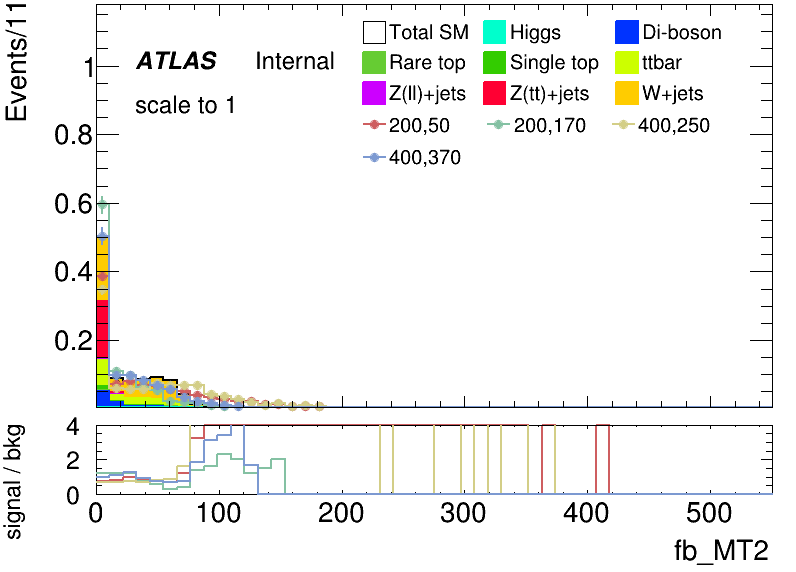 Events/11
ATLAS Internal
scale to 1
Total SM Higgs Di-boson
Rare top Single top ttbar
Z(ll)+jets Z(tt)+jets W+jets
200,50 200,170 400,250
400,370
1
0.8
0.6
0.4
0.2
signal / bkg
4
2
0
0 100 200 300 400 500
fb_MT2